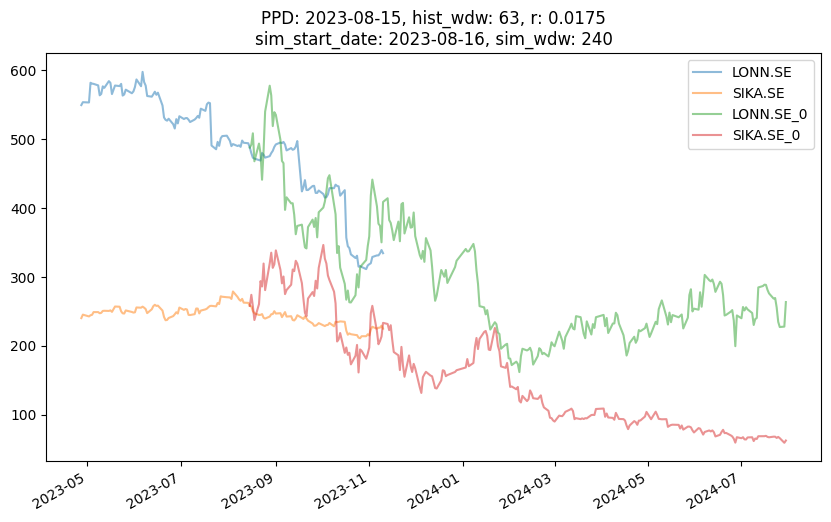 PPD: 2023-08-15, hist_wdw: 63, r: 0.0175
sim_start_date: 2023-08-16, sim_wdw: 240
LONN.SE
SIKA.SE
LONN.SE_0
SIKA.SE_0
600
500
400
300
200
100
2023-05
2023-07
2023-09
2023-11
2024-01
2024-03
2024-05
2024-07